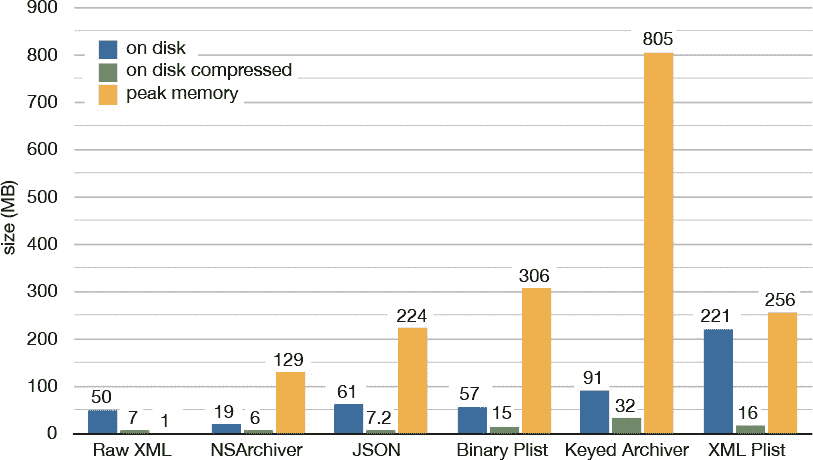 900
800
700
600
500
400
300
200
100
0
size (MB)
on disk
on disk compressed
peak memory
50
7
1
19
6
129
61
7.2
224
57
15
306
91
32
805
221
16
256
Raw XML
NSArchiver
JSON
Binary Plist
Keyed Archiver
XML Plist